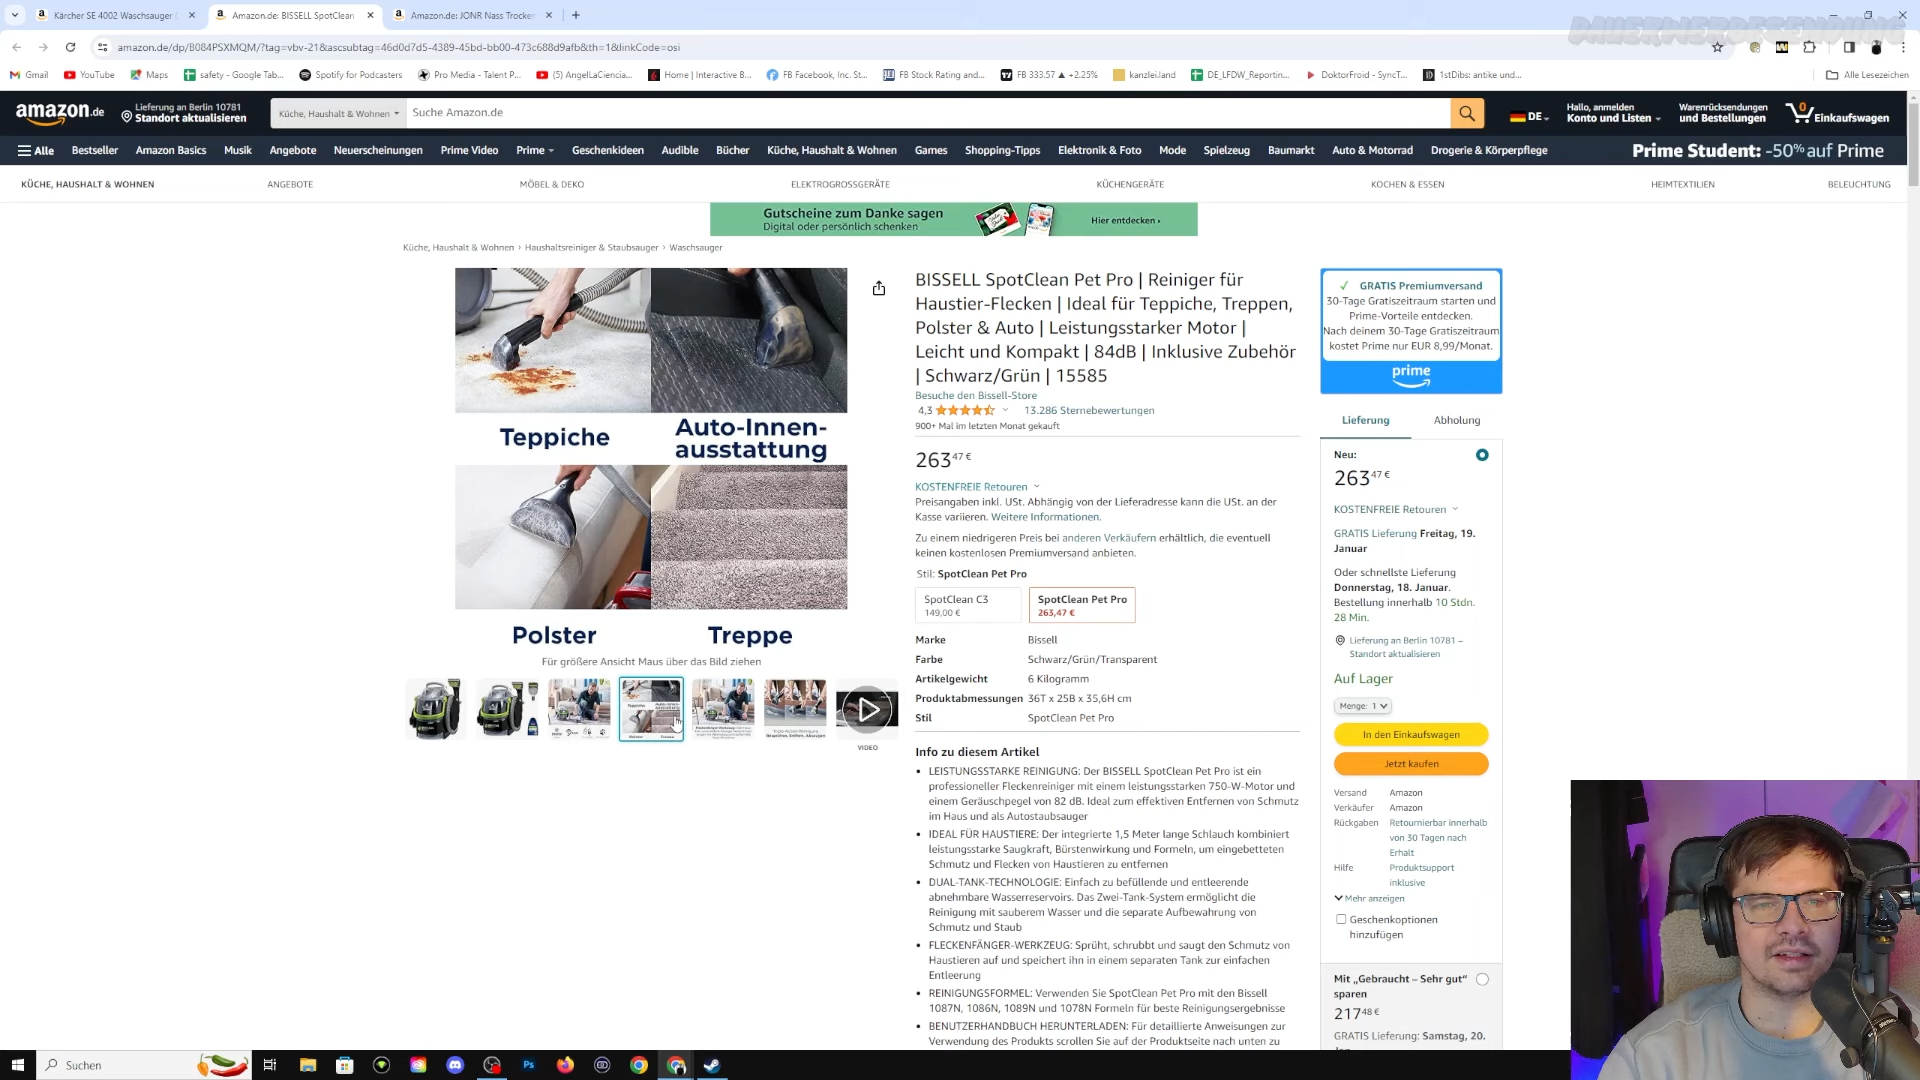 Kärcher SE 4002 Waschsauger
Amazon.de: BISSELL SpotClean
Amazon.de: JONR Nass Trocker
DAUERWERBESENDUNG
amazon.de/dp/B084PSXMQM/?tag=vbv-21&ascsubtag=46d0d7d5-4389-45bd-bb00-473c688d9afb&th=1&linkCode=osi
Gmail YouTube Maps safety - Google Tab... Spotify for Podcasters Pro Media - Talent P... (5) AngelLaCiencia... Home | Interactive B... FB Facebook, Inc. St... FB Stock Rating and... FB 333.57 ▲ +2.25% kanzlei.land DE_LFDW_Reportin... DoktorFroid - SyncT... 1stDibs: antike und... Alle Lesezeichen
amazon.de
Lieferung an Berlin 10781
Standort aktualisieren
Küche, Haushalt & Wohnen
Suche Amazon.de
DE
Hallo, anmelden
Konto und Listen
Warenrücksendungen
und Bestellungen
0
Einkaufswagen
Alle Bestseller Amazon Basics Musik Angebote Neuerscheinungen Prime Video Prime Geschenkideen Audible Bücher Küche, Haushalt & Wohnen Games Shopping-Tipps Elektronik & Foto Mode Spielzeug Baumarkt Auto & Motorrad Drogerie & Körperpflege
Prime Student: -50% auf Prime
KÜCHE, HAUSHALT & WOHNEN ANGEBOTE MÖBEL & DEKO ELEKTROGROSSGERÄTE KÜCHENGERÄTE KOCHEN & ESSEN HEIMTEXTILIEN BELEUCHTUNG
Gutscheine zum Danke sagen
Digital oder persönlich schenken
Hier entdecken ›
Küche, Haushalt & Wohnen › Haushaltsreiniger & Staubsauger › Waschsauger
Teppiche
Auto-Innen-
ausstattung
Polster
Treppe
Für größere Ansicht Maus über das Bild ziehen
VIDEO
BISSELL SpotClean Pet Pro | Reiniger für
Haustier-Flecken | Ideal für Teppiche, Treppen,
Polster & Auto | Leistungsstarker Motor |
Leicht und Kompakt | 84dB | Inklusive Zubehör
| Schwarz/Grün | 15585
Besuche den Bissell-Store
4,3 13.286 Sternebewertungen
900+ Mal im letzten Monat gekauft
263 47 €
KOSTENFREIE Retouren
Preisangaben inkl. USt. Abhängig von der Lieferadresse kann die USt. an der
Kasse variieren. Weitere Informationen.
Zu einem niedrigeren Preis bei anderen Verkäufern erhältlich, die eventuell
keinen kostenlosen Premiumversand anbieten.
Stil: SpotClean Pet Pro
SpotClean C3
149,00 €
SpotClean Pet Pro
263,47 €
Marke Bissell
Farbe Schwarz/Grün/Transparent
Artikelgewicht 6 Kilogramm
Produktabmessungen 36T x 25B x 35,6H cm
Stil SpotClean Pet Pro
Info zu diesem Artikel
• LEISTUNGSSTARKE REINIGUNG: Der BISSELL SpotClean Pet Pro ist ein
professioneller Fleckenreiniger mit einem leistungsstarken 750-W-Motor und
einem Geräuschpegel von 82 dB. Ideal zum effektiven Entfernen von Schmutz
im Haus und als Autostaubsauger
• IDEAL FÜR HAUSTIERE: Der integrierte 1,5 Meter lange Schlauch kombiniert
leistungsstarke Saugkraft, Bürstenwirkung und Formeln, um eingebetteten
Schmutz und Flecken von Haustieren zu entfernen
• DUAL-TANK-TECHNOLOGIE: Einfach zu befüllende und entleerende
abnehmbare Wasserreservoirs. Das Zwei-Tank-System ermöglicht die
Reinigung mit sauberem Wasser und die separate Aufbewahrung von
Schmutz und Staub
• FLECKENFÄNGER-WERKZEUG: Sprüht, schrubbt und saugt den Schmutz von
Haustieren auf und speichert ihn in einem separaten Tank zur einfachen
Entleerung
• REINIGUNGSFORMEL: Verwenden Sie SpotClean Pet Pro mit den Bissell
1087N, 1086N, 1089N und 1078N Formeln für beste Reinigungsergebnisse
• BENUTZERHANDBUCH HERUNTERLADEN: Für detaillierte Anweisungen zur
Verwendung des Produkts scrollen Sie auf der Produktseite nach unten zu
✓ GRATIS Premiumversand
30-Tage Gratiszeitraum starten und
Prime-Vorteile entdecken.
Nach deinem 30-Tage Gratiszeitraum
kostet Prime nur EUR 8,99/Monat.
prime
Lieferung Abholung
Neu:
263 47 €
KOSTENFREIE Retouren
GRATIS Lieferung Freitag, 19.
Januar
Oder schnellste Lieferung
Donnerstag, 18. Januar.
Bestellung innerhalb 10 Stdn.
28 Min.
Lieferung an Berlin 10781 –
Standort aktualisieren
Auf Lager
Menge: 1
In den Einkaufswagen
Jetzt kaufen
Versand Amazon
Verkäufer Amazon
Rückgaben Retournierbar innerhalb
von 30 Tagen nach
Erhalt
Hilfe Produktsupport
inklusive
Mehr anzeigen
Geschenkoptionen
hinzufügen
Mit „Gebraucht – Sehr gut“
sparen
217 48 €
GRATIS Lieferung: Samstag, 20.
Suchen